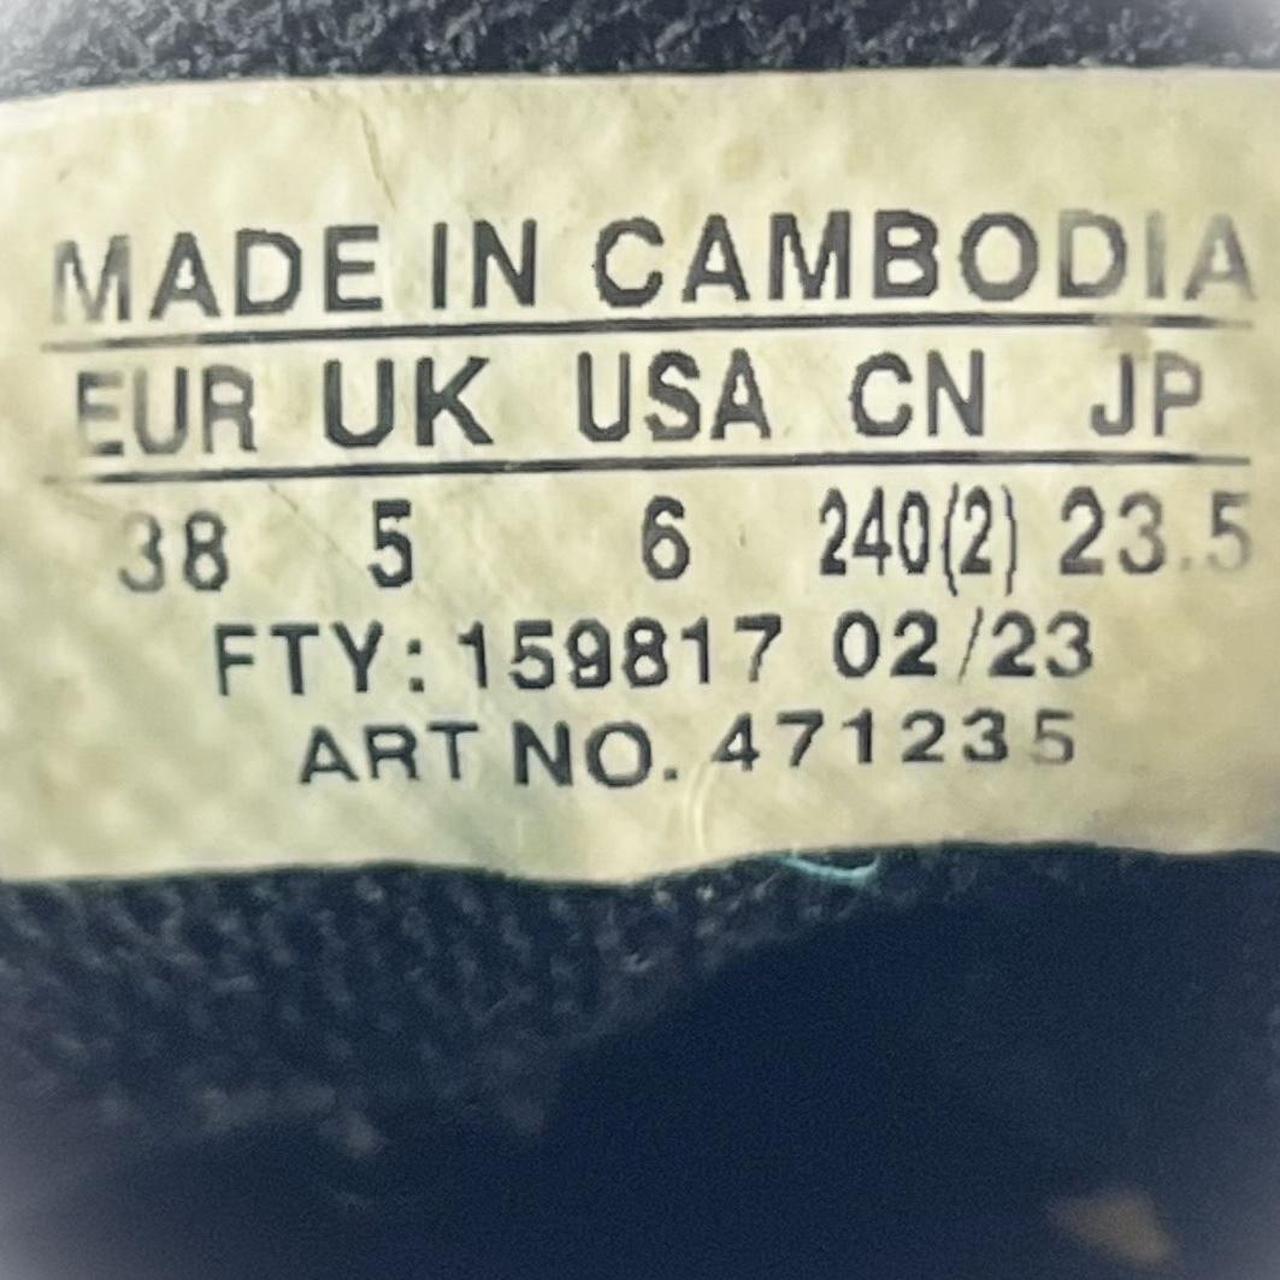 MADE IN CAMBODIA
EUR UK USA CN JP
38 5 6 240(2) 23.5
FTY: 159817 02/23
ART NO. 471235